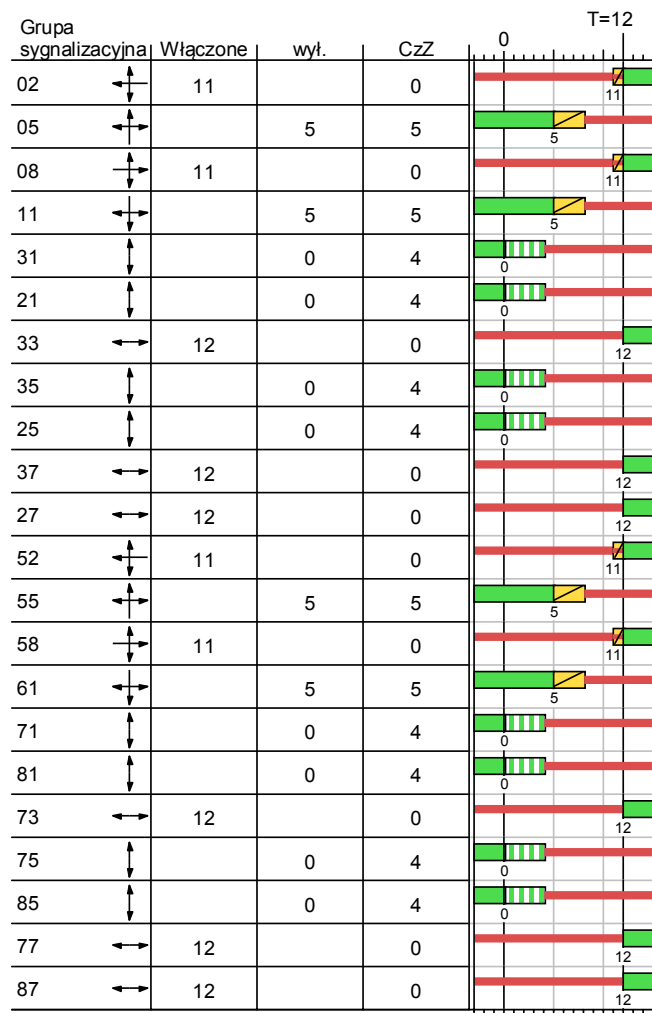 Grupa
sygnalizacyjna Włączone wył. CzZ 0 T=12
02 11 0 11
05 5 5 5
08 11 0 11
11 5 5 5
31 0 4 0
21 0 4 0
33 12 0 12
35 0 4 0
25 0 4 0
37 12 0 12
27 12 0 12
52 11 0 11
55 5 5 5
58 11 0 11
61 5 5 5
71 0 4 0
81 0 4 0
73 12 0 12
75 0 4 0
85 0 4 0
77 12 0 12
87 12 0 12